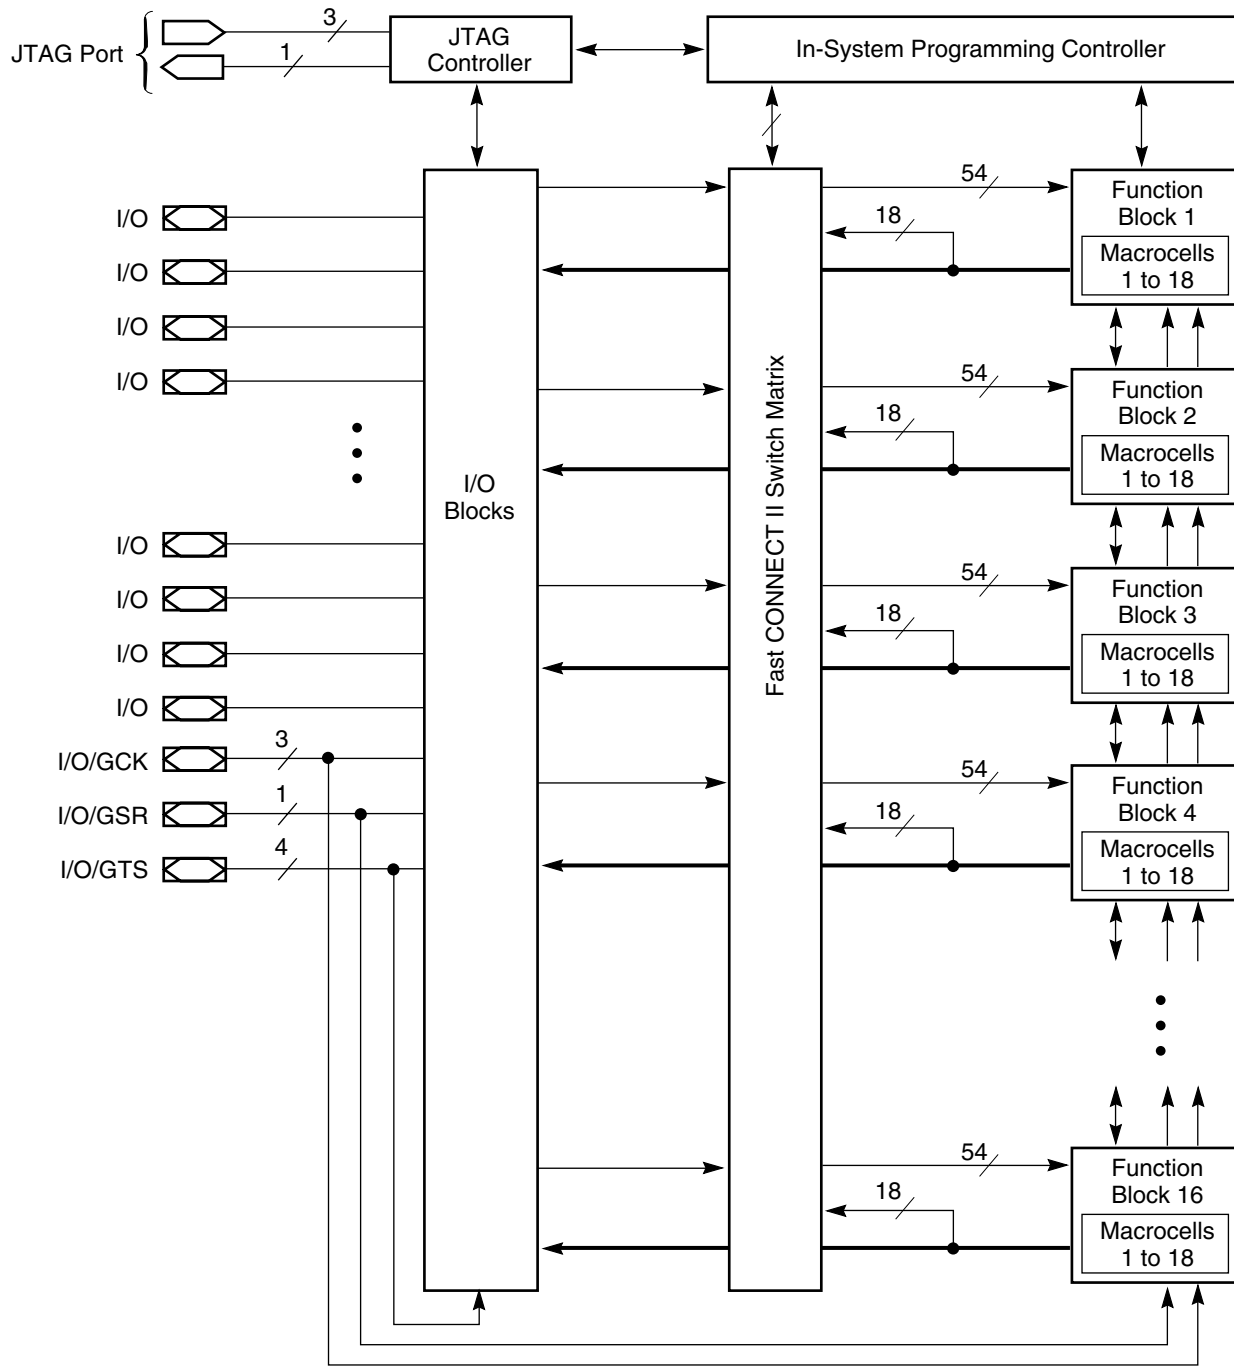 JTAG Port
3
1
JTAG
Controller
In-System Programming Controller
I/O
I/O
I/O
I/O
I/O
I/O
I/O
I/O
I/O/GCK
3
I/O/GSR
1
I/O/GTS
4
I/O
Blocks
Fast CONNECT II Switch Matrix
54
18
Function
Block 1
Macrocells
1 to 18
54
18
Function
Block 2
Macrocells
1 to 18
54
18
Function
Block 3
Macrocells
1 to 18
54
18
Function
Block 4
Macrocells
1 to 18
54
18
Function
Block 16
Macrocells
1 to 18